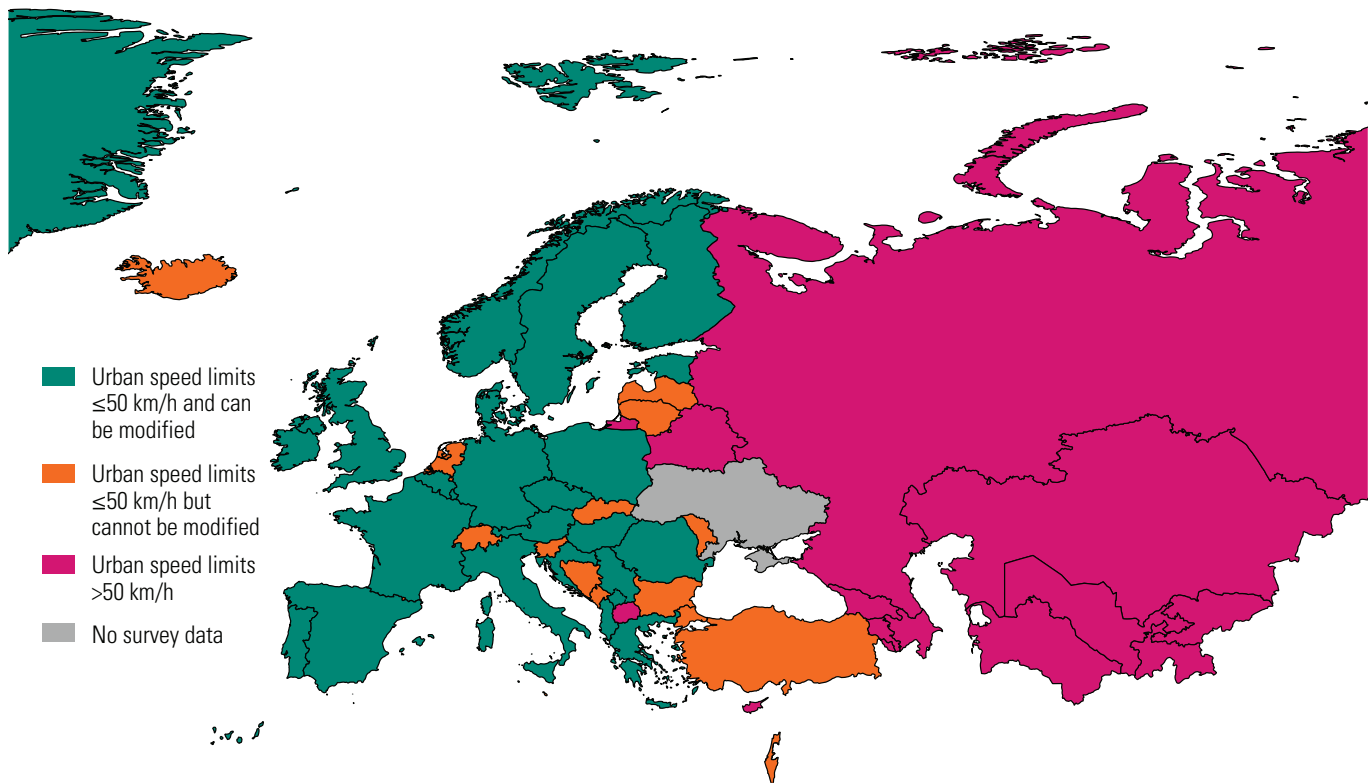 Urban speed limits
≤50 km/h and can
be modified
Urban speed limits
≤50 km/h but
cannot be modified
Urban speed limits
>50 km/h
No survey data